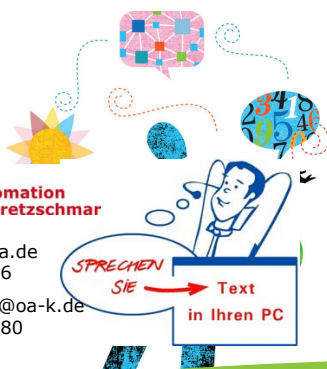 omation
retzschmar
a.de
6
@oa-k.de
80
SPRECHEN
SIE
Text
in Ihren PC